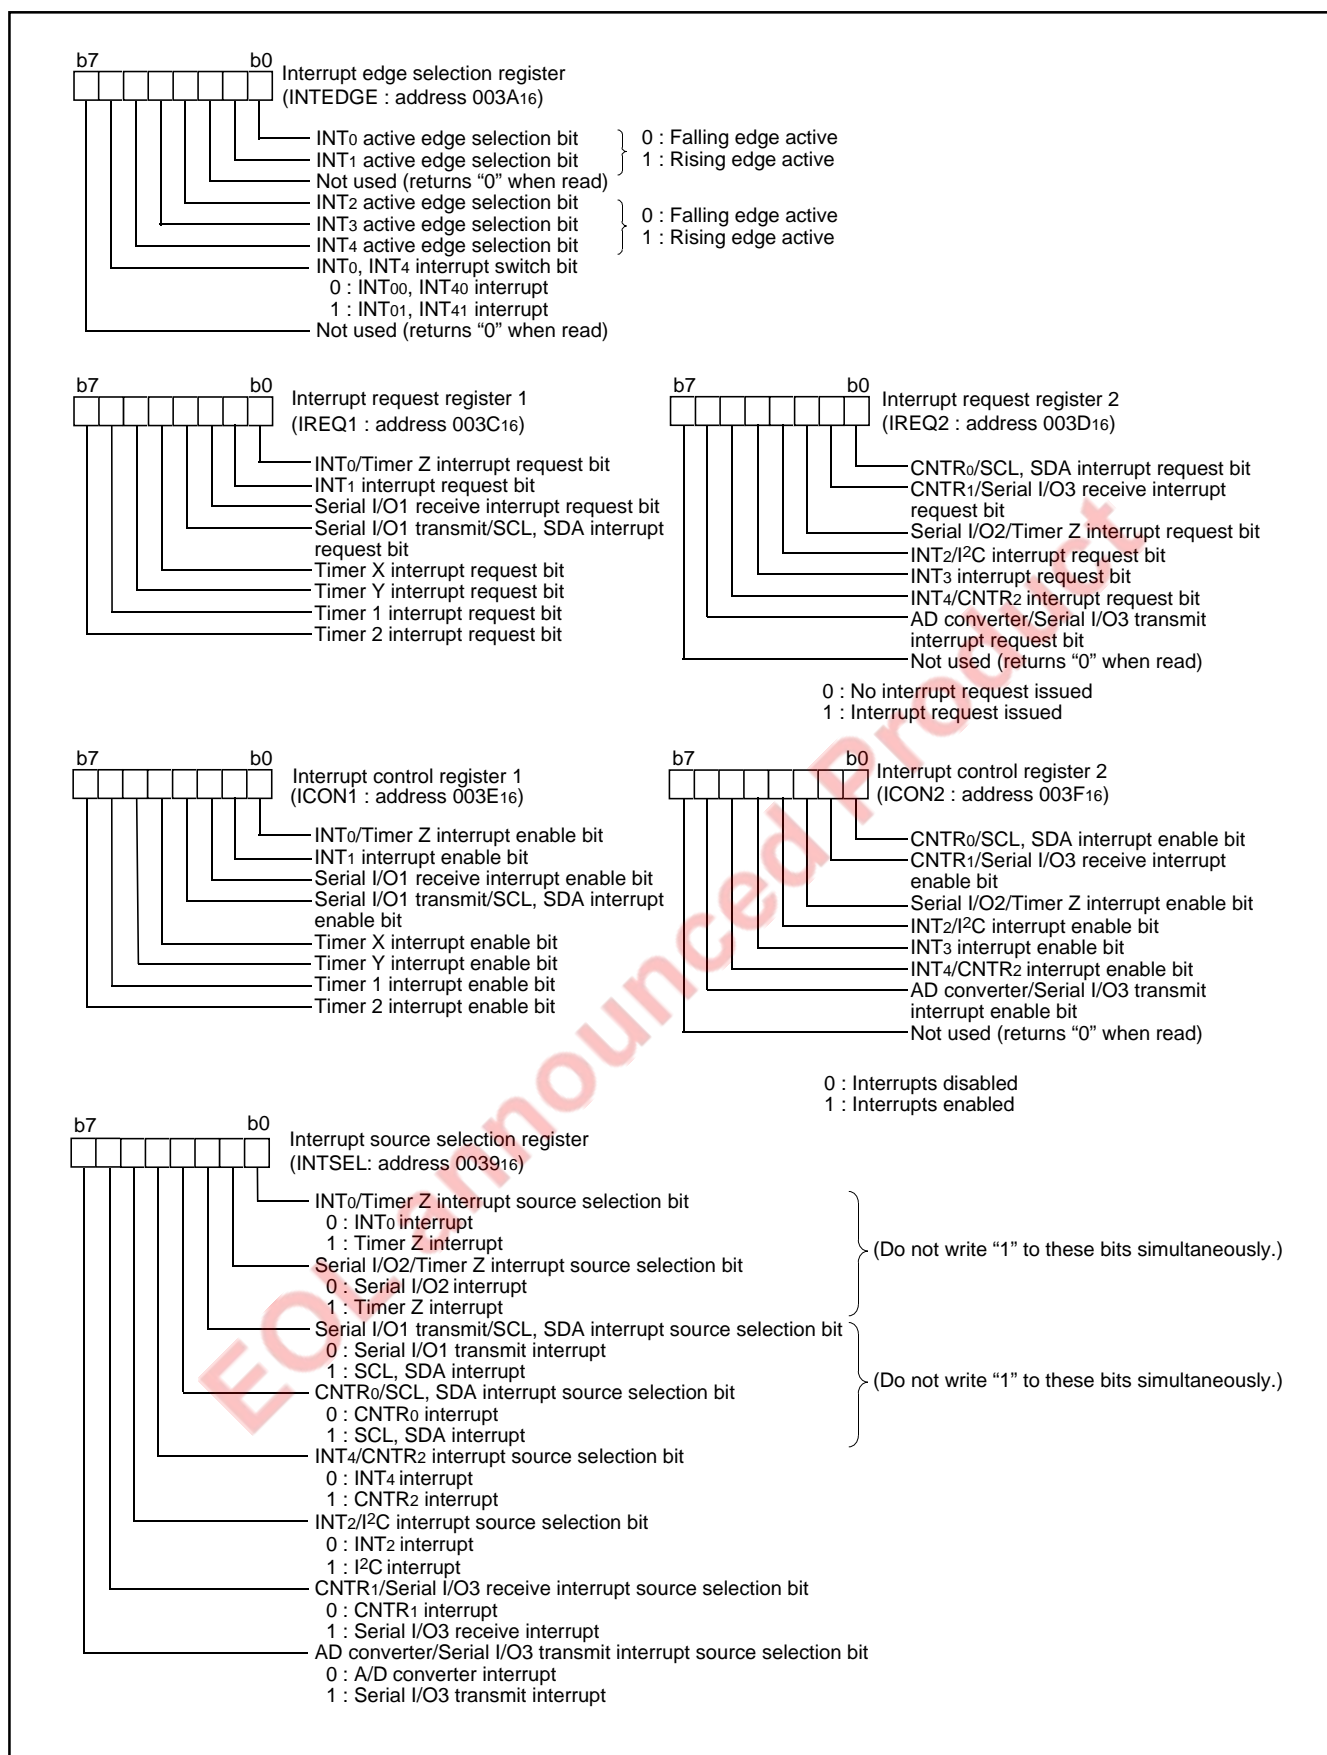 b7 b0
Interrupt edge selection register
(INTEDGE : address 003A16)
INT0 active edge selection bit
INT1 active edge selection bit
0 : Falling edge active
1 : Rising edge active
Not used (returns “0” when read)
INT2 active edge selection bit
INT3 active edge selection bit
INT4 active edge selection bit
0 : Falling edge active
1 : Rising edge active
INT0, INT4 interrupt switch bit
0 : INT00, INT40 interrupt
1 : INT01, INT41 interrupt
Not used (returns “0” when read)
b7 b0
Interrupt request register 1
(IREQ1 : address 003C16)
INT0/Timer Z interrupt request bit
INT1 interrupt request bit
Serial I/O1 receive interrupt request bit
Serial I/O1 transmit/SCL, SDA interrupt
request bit
Timer X interrupt request bit
Timer Y interrupt request bit
Timer 1 interrupt request bit
Timer 2 interrupt request bit
b7 b0
Interrupt request register 2
(IREQ2 : address 003D16)
CNTR0/SCL, SDA interrupt request bit
CNTR1/Serial I/O3 receive interrupt
request bit
Serial I/O2/Timer Z interrupt request bit
INT2/I2C interrupt request bit
INT3 interrupt request bit
INT4/CNTR2 interrupt request bit
AD converter/Serial I/O3 transmit
interrupt request bit
Not used (returns “0” when read)
0 : No interrupt request issued
1 : Interrupt request issued
b7 b0
Interrupt control register 1
(ICON1 : address 003E16)
INT0/Timer Z interrupt enable bit
INT1 interrupt enable bit
Serial I/O1 receive interrupt enable bit
Serial I/O1 transmit/SCL, SDA interrupt
enable bit
Timer X interrupt enable bit
Timer Y interrupt enable bit
Timer 1 interrupt enable bit
Timer 2 interrupt enable bit
b7 b0
Interrupt control register 2
(ICON2 : address 003F16)
CNTR0/SCL, SDA interrupt enable bit
CNTR1/Serial I/O3 receive interrupt
enable bit
Serial I/O2/Timer Z interrupt enable bit
INT2/I2C interrupt enable bit
INT3 interrupt enable bit
INT4/CNTR2 interrupt enable bit
AD converter/Serial I/O3 transmit
interrupt enable bit
Not used (returns “0” when read)
0 : Interrupts disabled
1 : Interrupts enabled
b7 b0
Interrupt source selection register
(INTSEL: address 003916)
INT0/Timer Z interrupt source selection bit
0 : INT0 interrupt
1 : Timer Z interrupt
Serial I/O2/Timer Z interrupt source selection bit
0 : Serial I/O2 interrupt
1 : Timer Z interrupt
(Do not write “1” to these bits simultaneously.)
Serial I/O1 transmit/SCL, SDA interrupt source selection bit
0 : Serial I/O1 transmit interrupt
1 : SCL, SDA interrupt
CNTR0/SCL, SDA interrupt source selection bit
0 : CNTR0 interrupt
1 : SCL, SDA interrupt
(Do not write “1” to these bits simultaneously.)
INT4/CNTR2 interrupt source selection bit
0 : INT4 interrupt
1 : CNTR2 interrupt
INT2/I2C interrupt source selection bit
0 : INT2 interrupt
1 : I2C interrupt
CNTR1/Serial I/O3 receive interrupt source selection bit
0 : CNTR1 interrupt
1 : Serial I/O3 receive interrupt
AD converter/Serial I/O3 transmit interrupt source selection bit
0 : A/D converter interrupt
1 : Serial I/O3 transmit interrupt
EOL announced Product